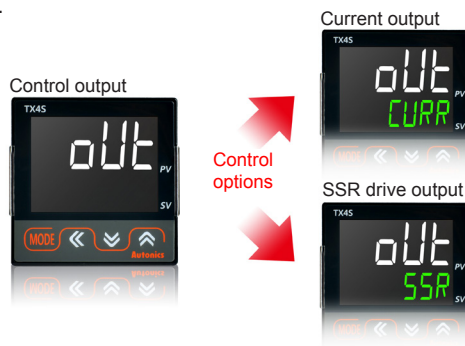 Control output
TX4S
oUt
PV
SV
MODE
Autonics
Control
options
Current output
TX4S
oUt
PV
CURR
SV
SSR drive output
TX4S
oUt
PV
SSR
SV